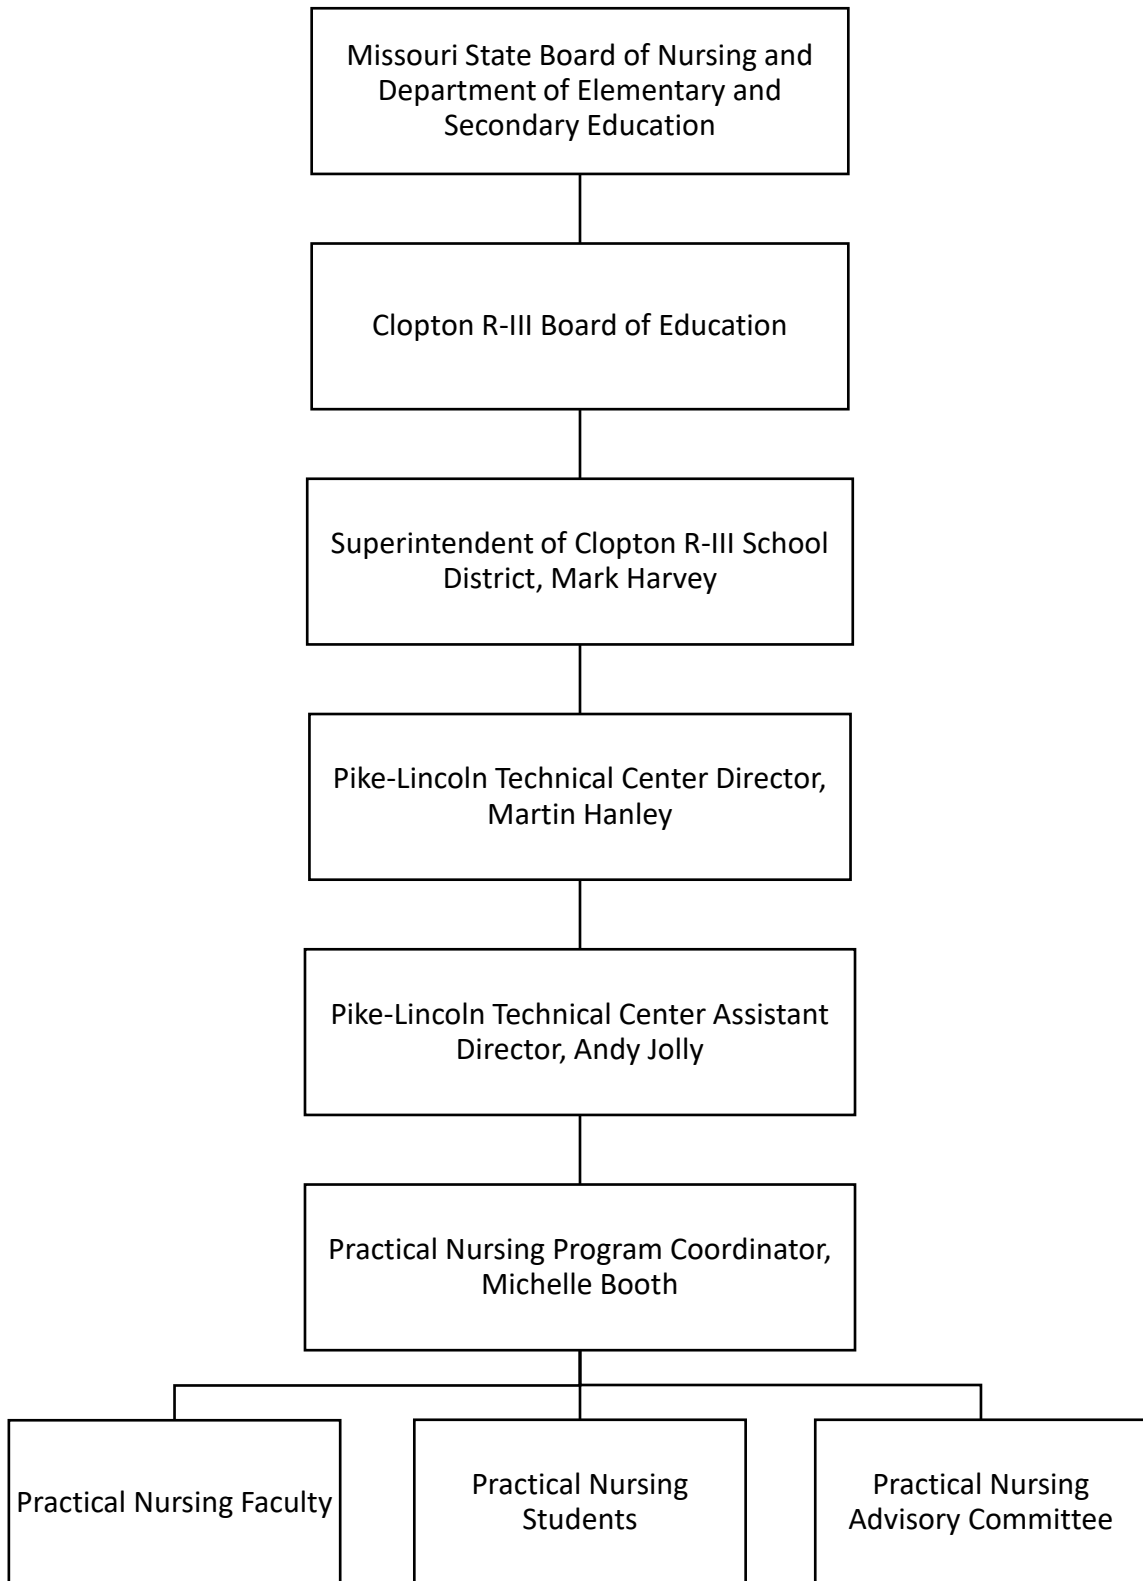 Missouri State Board of Nursing and
Department of Elementary and
Secondary Education
Clopton R-III Board of Education
Superintendent of Clopton R-III School
District, Mark Harvey
Pike-Lincoln Technical Center Director,
Martin Hanley
Pike-Lincoln Technical Center Assistant
Director, Andy Jolly
Practical Nursing Program Coordinator,
Michelle Booth
Practical Nursing Faculty
Practical Nursing
Students
Practical Nursing
Advisory Committee